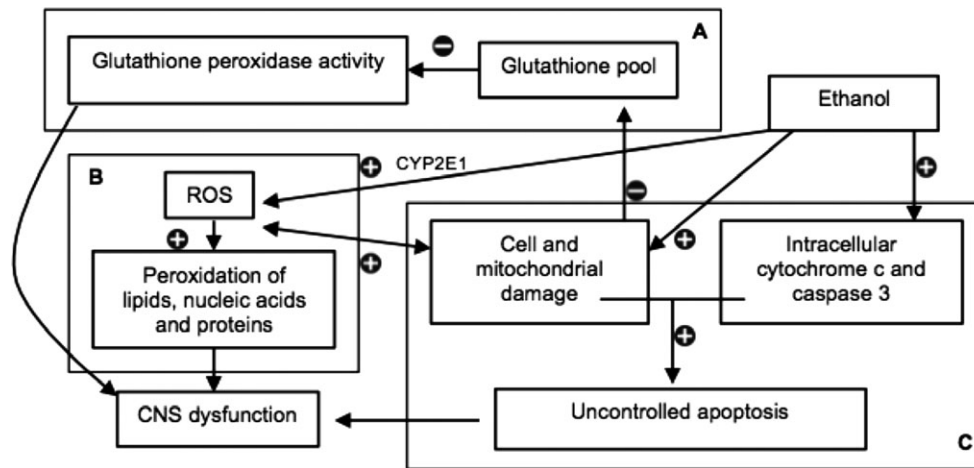 A
Glutathione peroxidase activity
Glutathione pool
Ethanol
B
CYP2E1
ROS
Peroxidation of
lipids, nucleic acids
and proteins
Cell and
mitochondrial
damage
Intracellular
cytochrome c and
caspase 3
CNS dysfunction
Uncontrolled apoptosis
C